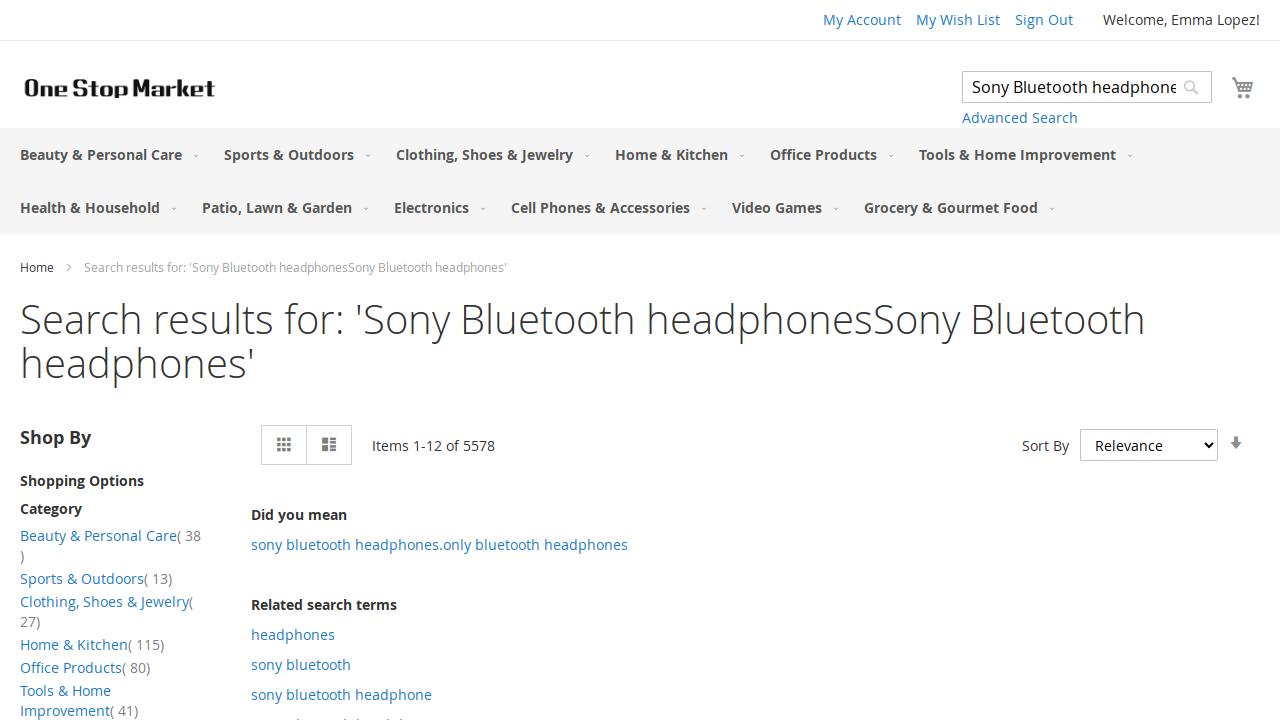 My Account My Wish List Sign Out Welcome, Emma Lopez!
One Stop Market
Sony Bluetooth headphone
Advanced Search
Beauty & Personal Care Sports & Outdoors Clothing, Shoes & Jewelry Home & Kitchen Office Products Tools & Home Improvement
Health & Household Patio, Lawn & Garden Electronics Cell Phones & Accessories Video Games Grocery & Gourmet Food
Home Search results for: 'Sony Bluetooth headphonesSony Bluetooth headphones'
Search results for: 'Sony Bluetooth headphonesSony Bluetooth
headphones'
Shop By
Items 1-12 of 5578
Sort By Relevance
Shopping Options
Category
Beauty & Personal Care( 38
)
Sports & Outdoors( 13)
Clothing, Shoes & Jewelry(
27)
Home & Kitchen( 115)
Office Products( 80)
Tools & Home
Improvement( 41)
Did you mean
sony bluetooth headphones.only bluetooth headphones
Related search terms
headphones
sony bluetooth
sony bluetooth headphone